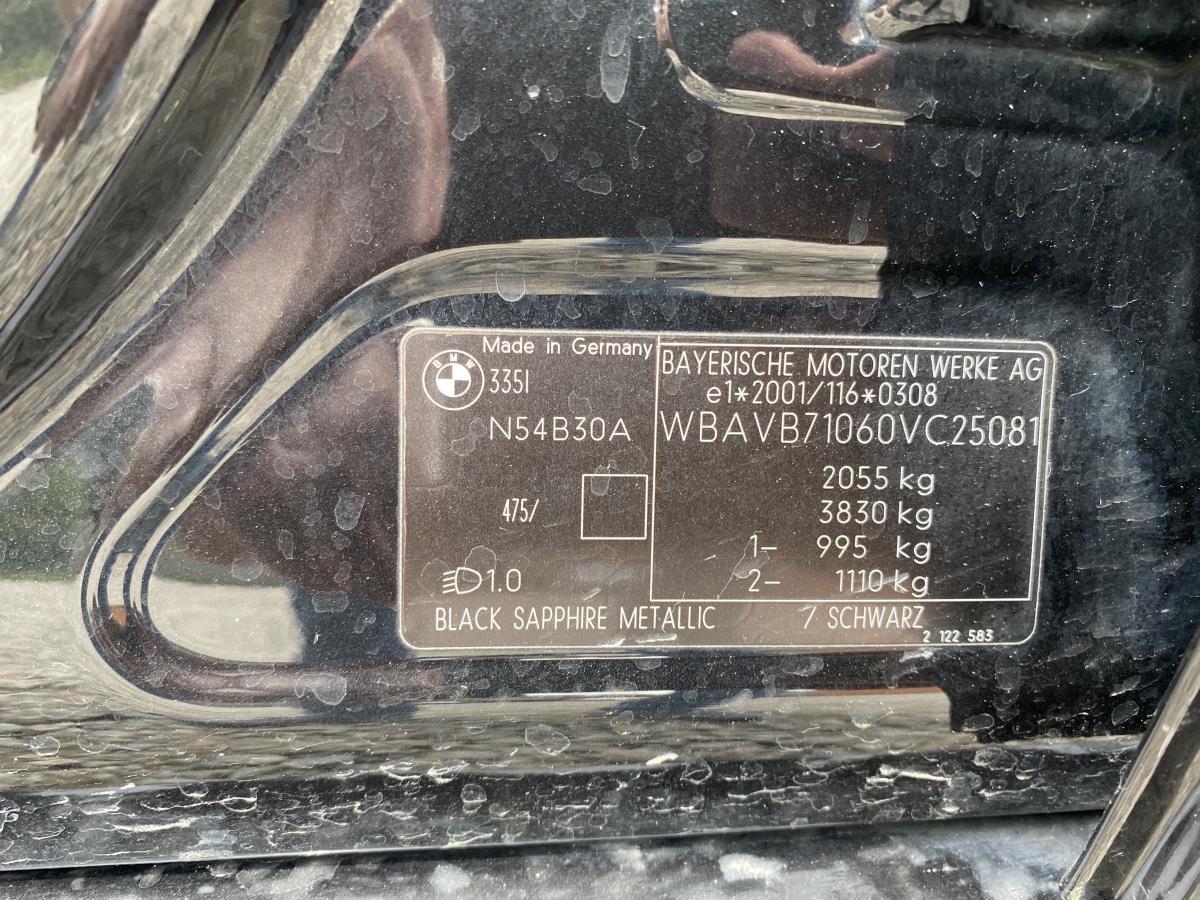 Made in Germany
BMW
335I
N54B30A
475/
1.0
BAYERISCHE MOTOREN WERKE AG
e1*2001/116*0308
WBAVB71060VC25081
2055 kg
3830 kg
1– 995 kg
2– 1110 kg
BLACK SAPPHIRE METALLIC 7 SCHWARZ
2 122 583